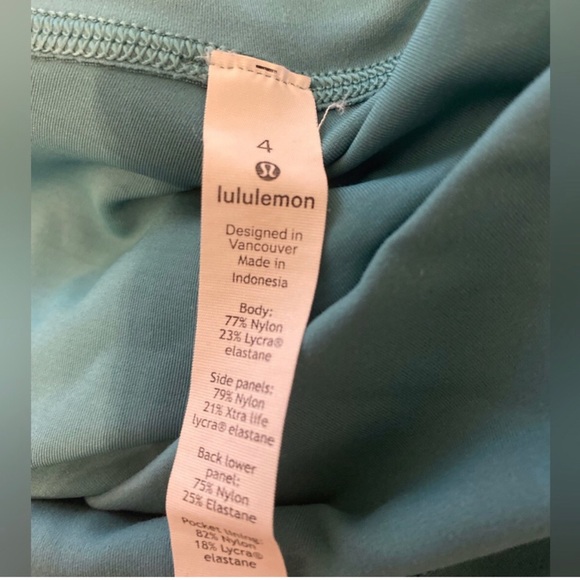 4
lululemon
Designed in
Vancouver
Made in
Indonesia
Body:
77% Nylon
23% Lycra®
elastane
Side panels:
79% Nylon
21% Xtra life
lycra® elastane
Back lower
panel:
75% Nylon
25% Elastane
Pocket lining:
82% Nylon
18% Lycra®
elastane